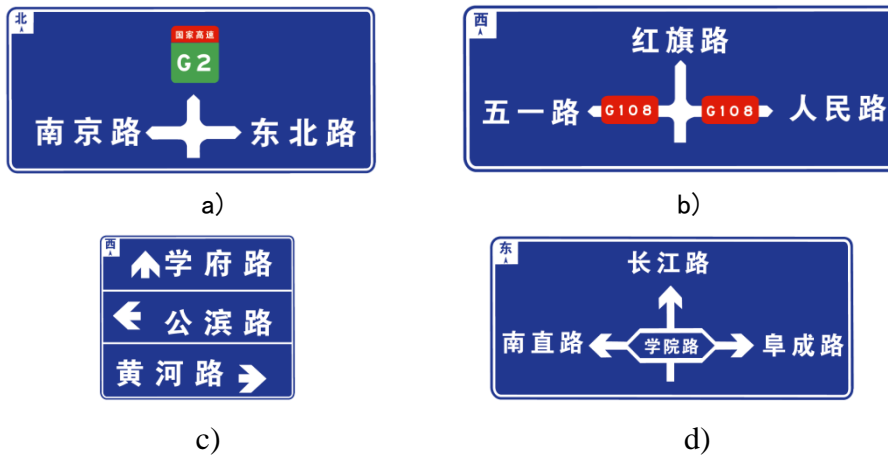 北
国家高速
G2
南京路
东北路
a)
西
红旗路
五一路
G108
G108
人民路
b)
西
学府路
公滨路
黄河路
c)
东
长江路
南直路
学院路
阜成路
d)